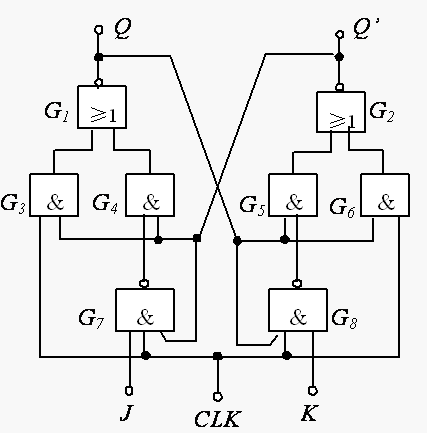 Q Q’
G1 ≥1 ≥1 G2
G3 & G4 & G5 & G6 &
G7 & & G8
J CLK K